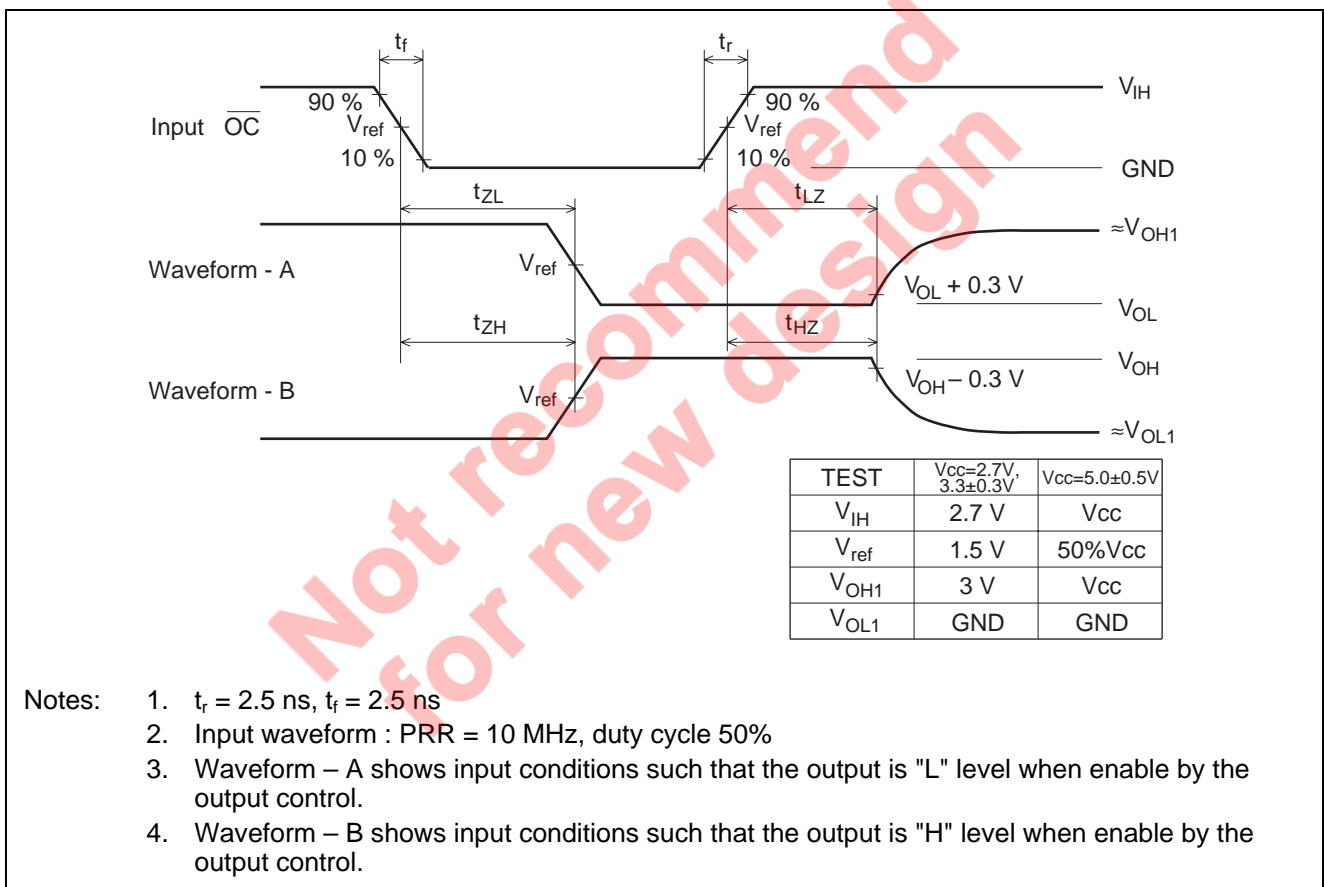 tf
tr
90 %
90 %
VIH
Input OC
Vref
Vref
10 %
10 %
GND
tZL
tLZ
≈VOH1
Waveform - A
Vref
VOL + 0.3 V
VOL
tZH
tHZ
VOH
Waveform - B
Vref
VOH – 0.3 V
≈VOL1
TEST Vcc=2.7V, 3.3±0.3V Vcc=5.0±0.5V
VIH 2.7 V Vcc
Vref 1.5 V 50%Vcc
VOH1 3 V Vcc
VOL1 GND GND
Notes: 1. tr = 2.5 ns, tf = 2.5 ns
2. Input waveform : PRR = 10 MHz, duty cycle 50%
3. Waveform – A shows input conditions such that the output is "L" level when enable by the
output control.
4. Waveform – B shows input conditions such that the output is "H" level when enable by the
output control.
Not recommend
for new design